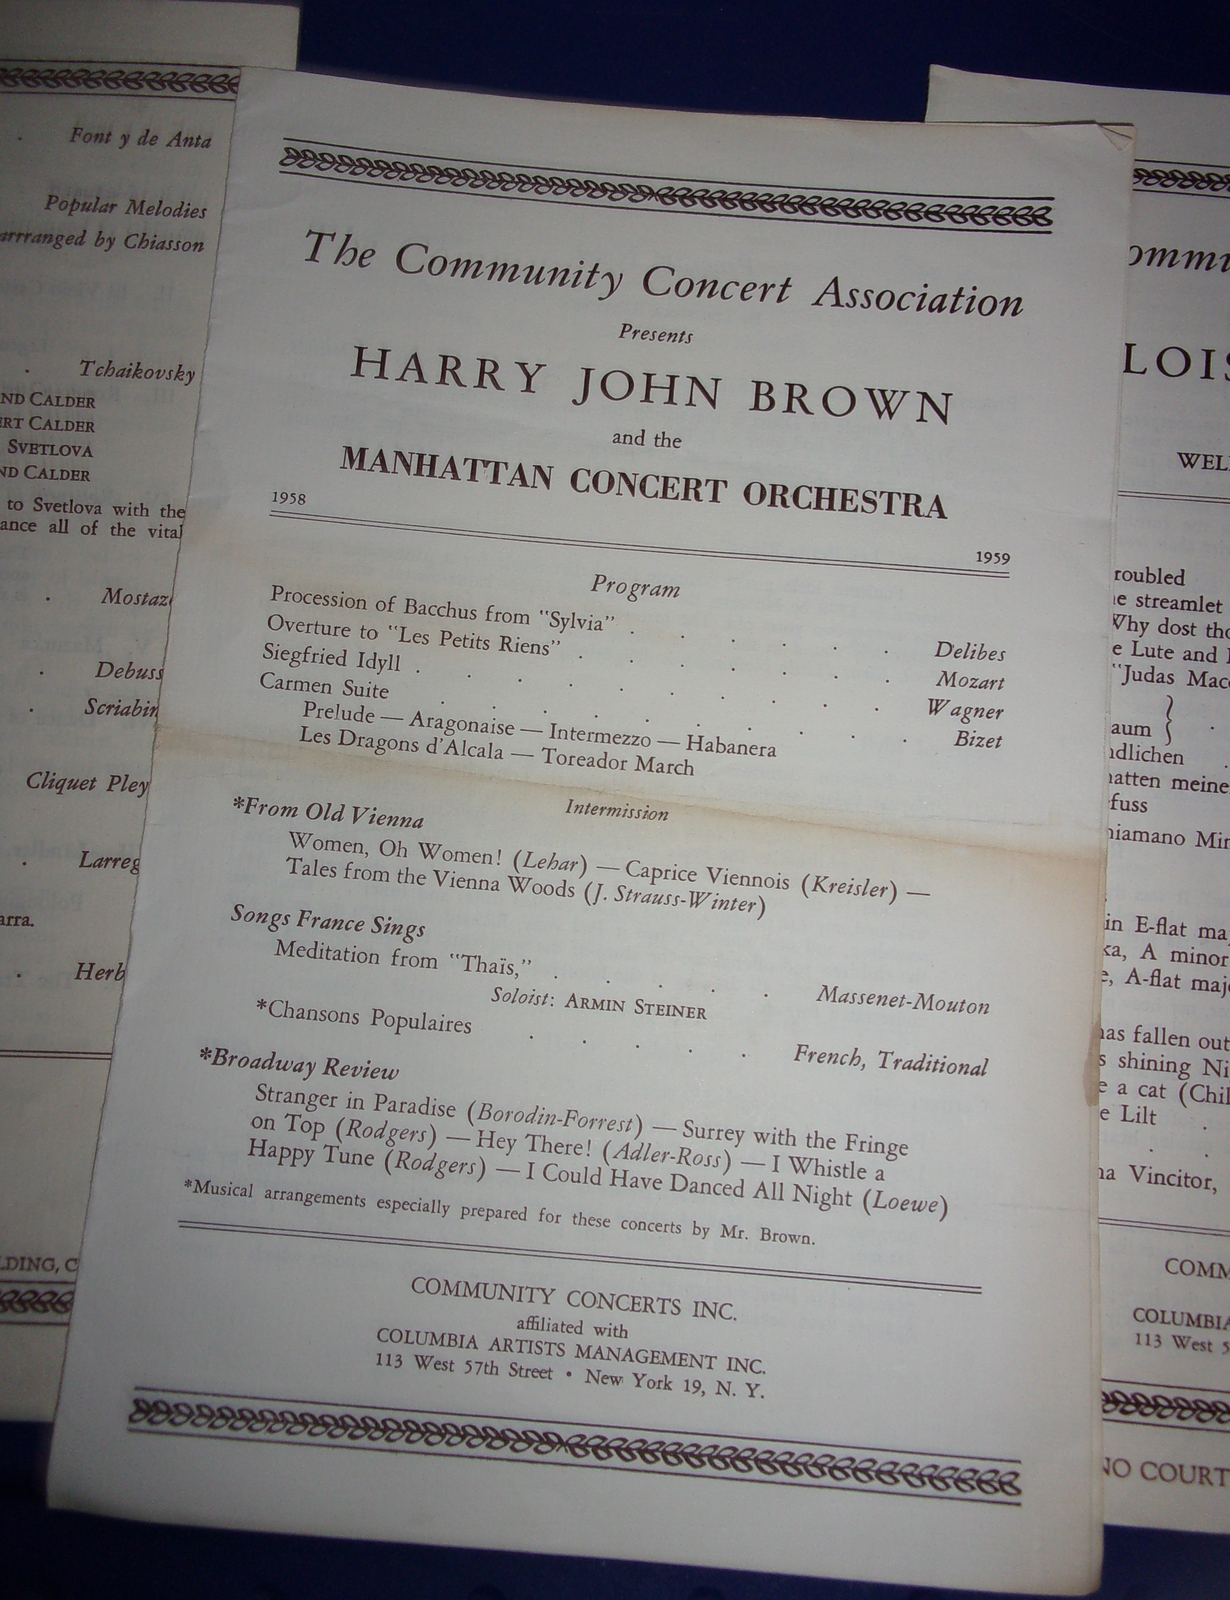 Font y de Anta
Popular Melodies
arrranged by Chiasson
Tchaikovsky
ND CALDER
ERT CALDER
SVETLOVA
ND CALDER
to Svetlova with the
ance all of the vital
Mostaz
Debuss
Scriabin
Cliquet Pley
Larreg
arra.
Herb
LDING, C
The Community Concert Association
Presents
HARRY JOHN BROWN
and the
MANHATTAN CONCERT ORCHESTRA
1958 1959
Program
Procession of Bacchus from "Sylvia" . . . . . Delibes
Overture to "Les Petits Riens" . . . . . . Mozart
Siegfried Idyll . . . . . . . . Wagner
Carmen Suite . . . . . . . . Bizet
Prelude — Aragonaise — Intermezzo — Habanera
Les Dragons d'Alcala — Toreador March
Intermission
*From Old Vienna
Women, Oh Women! (Lehar) — Caprice Viennois (Kreisler) —
Tales from the Vienna Woods (J. Strauss-Winter)
Songs France Sings
Meditation from "Thaïs," . . . . . Massenet-Mouton
Soloist: ARMIN STEINER
*Chansons Populaires . . . . . French, Traditional
*Broadway Review
Stranger in Paradise (Borodin-Forrest) — Surrey with the Fringe
on Top (Rodgers) — Hey There! (Adler-Ross) — I Whistle a
Happy Tune (Rodgers) — I Could Have Danced All Night (Loewe)
*Musical arrangements especially prepared for these concerts by Mr. Brown.
COMMUNITY CONCERTS INC.
affiliated with
COLUMBIA ARTISTS MANAGEMENT INC.
113 West 57th Street • New York 19, N. Y.
ommu
LOIS
WEL
roubled
e streamlet
Why dost tho
e Lute and
"Judas Macc
aum
dlichen
hatten meine
fuss
hiamano Mi
in E-flat ma
ka, A minor
e, A-flat majo
has fallen out
s shining Ni
e a cat (Chil
e Lilt
na Vincitor,
COMM
COLUMBIA
113 West 5
NO COURT